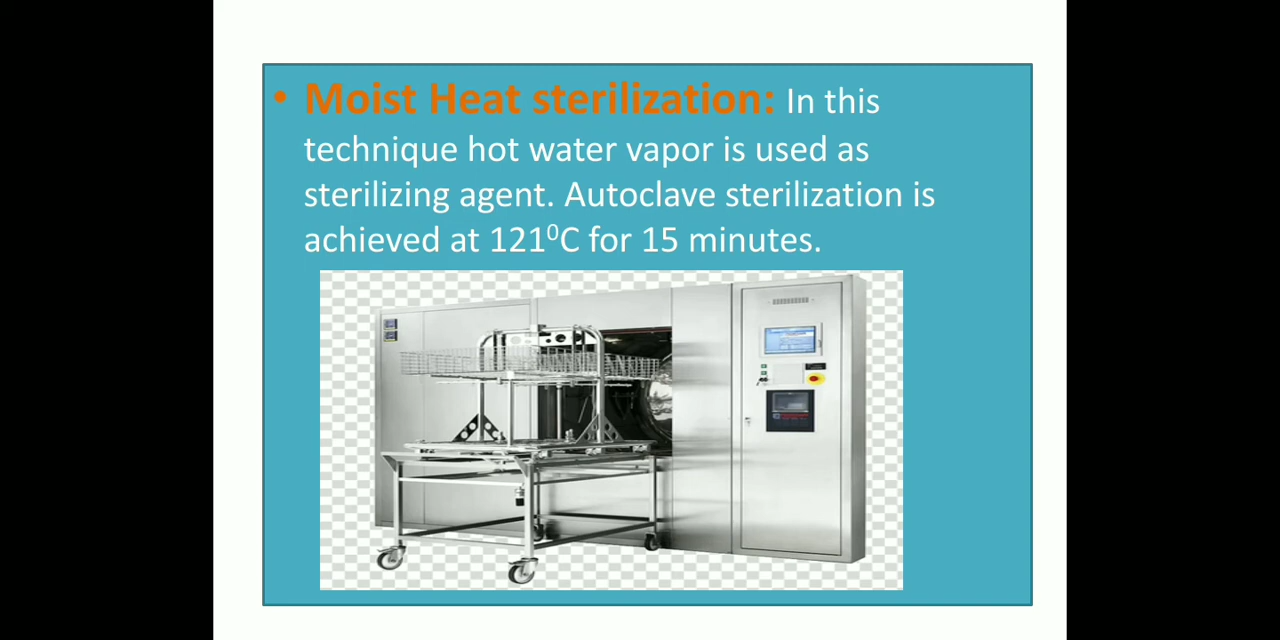 • Moist Heat sterilization: In this
technique hot water vapor is used as
sterilizing agent. Autoclave sterilization is
achieved at 121⁰C for 15 minutes.